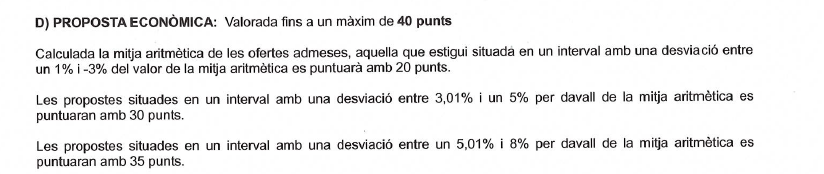 D) PROPOSTA ECONÒMICA: Valorada fins a un màxim de 40 punts
Calculada la mitja aritmètica de les ofertes admeses, aquella que estigui situada en un interval amb una desviació entre
un 1% i -3% del valor de la mitja aritmètica es puntuarà amb 20 punts.
Les propostes situades en un interval amb una desviació entre 3,01% i un 5% per davall de la mitja aritmètica es
puntuaran amb 30 punts.
Les propostes situades en un interval amb una desviació entre un 5,01% i 8% per davall de la mitja aritmètica es
puntuaran amb 35 punts.